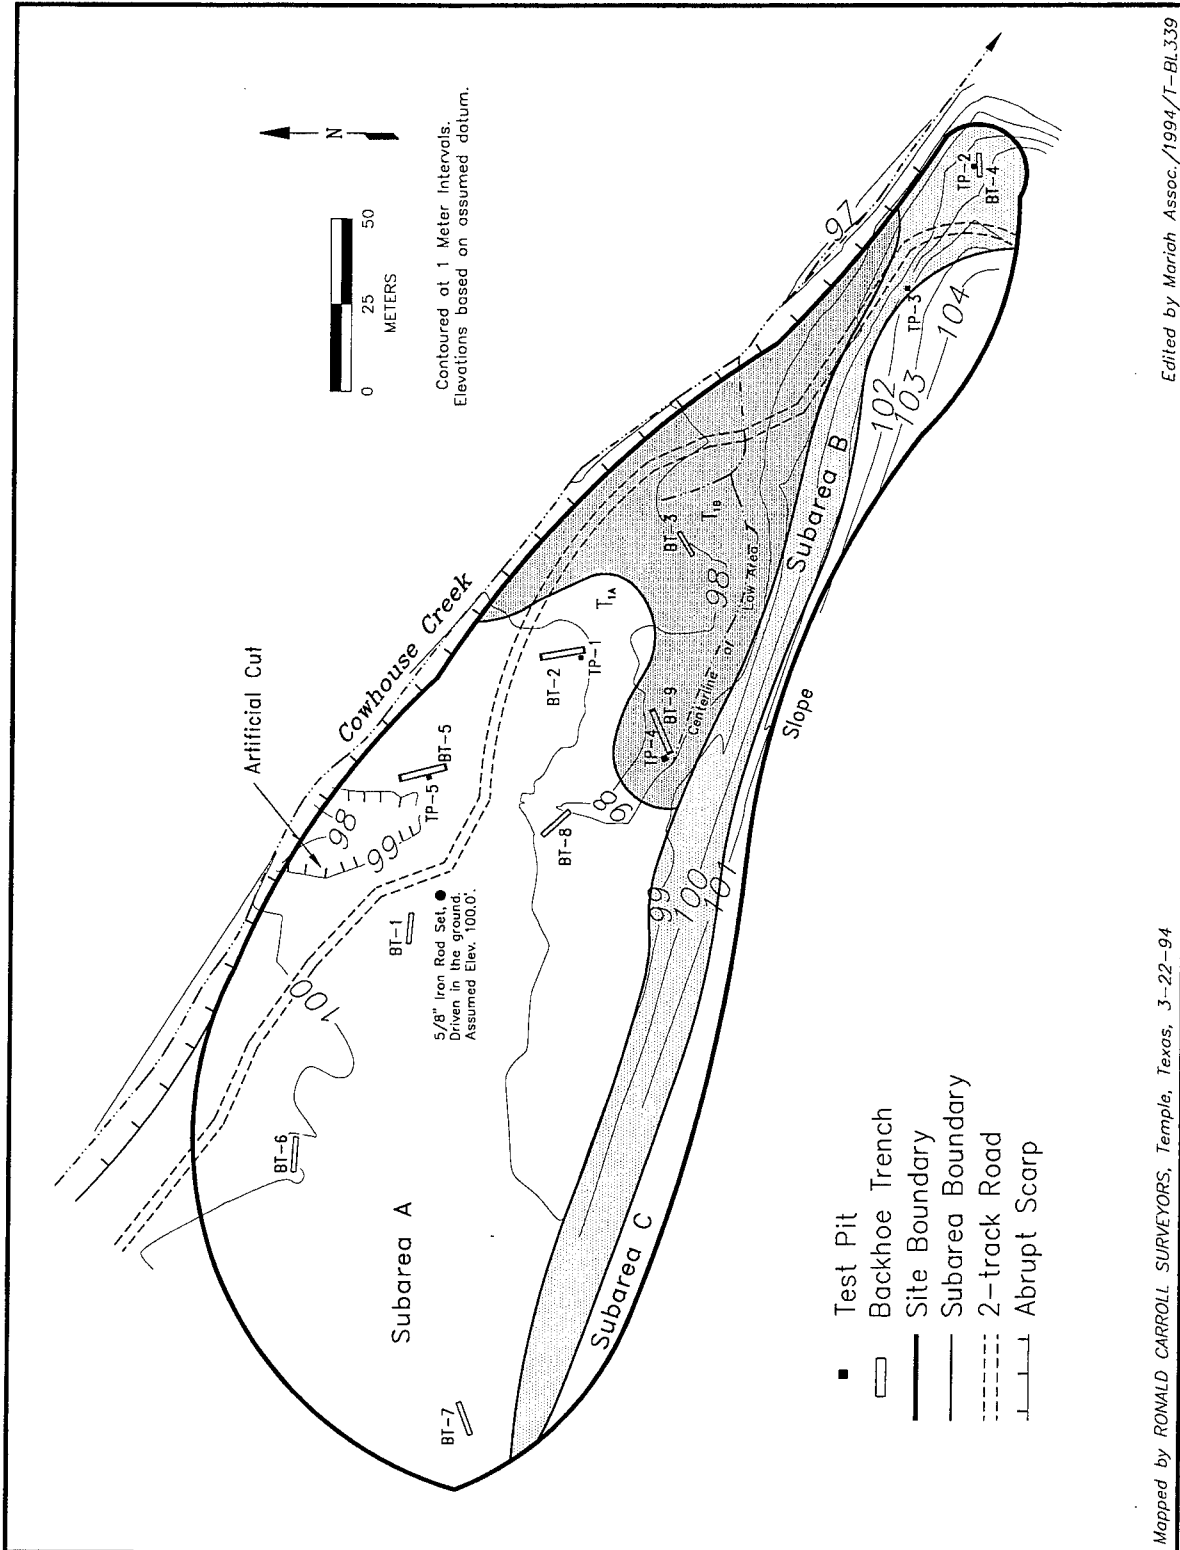 N
0 25 50
METERS
Contoured at 1 Meter Intervals.
Elevations based on assumed datum.
Artificial Cut
Cowhouse Creek
98
99
100
TP-5
BT-5
BT-1
5/8" Iron Rod Set,
Driven in the ground.
Assumed Elev. 100.0'.
BT-6
Subarea A
BT-7
BT-2
TP-1
BT-8
T1A
98
TP-4
BT-9
BT-3
T1B
98
Centerline of Low Area
97
TP-2
BT-4
TP-3
102
103
104
Subarea B
99
100
101
Slope
Subarea C
Test Pit
Backhoe Trench
Site Boundary
Subarea Boundary
2-track Road
Abrupt Scarp
Mapped by RONALD CARROLL SURVEYORS, Temple, Texas, 3-22-94
Edited by Mariah Assoc./1994/T-BL339